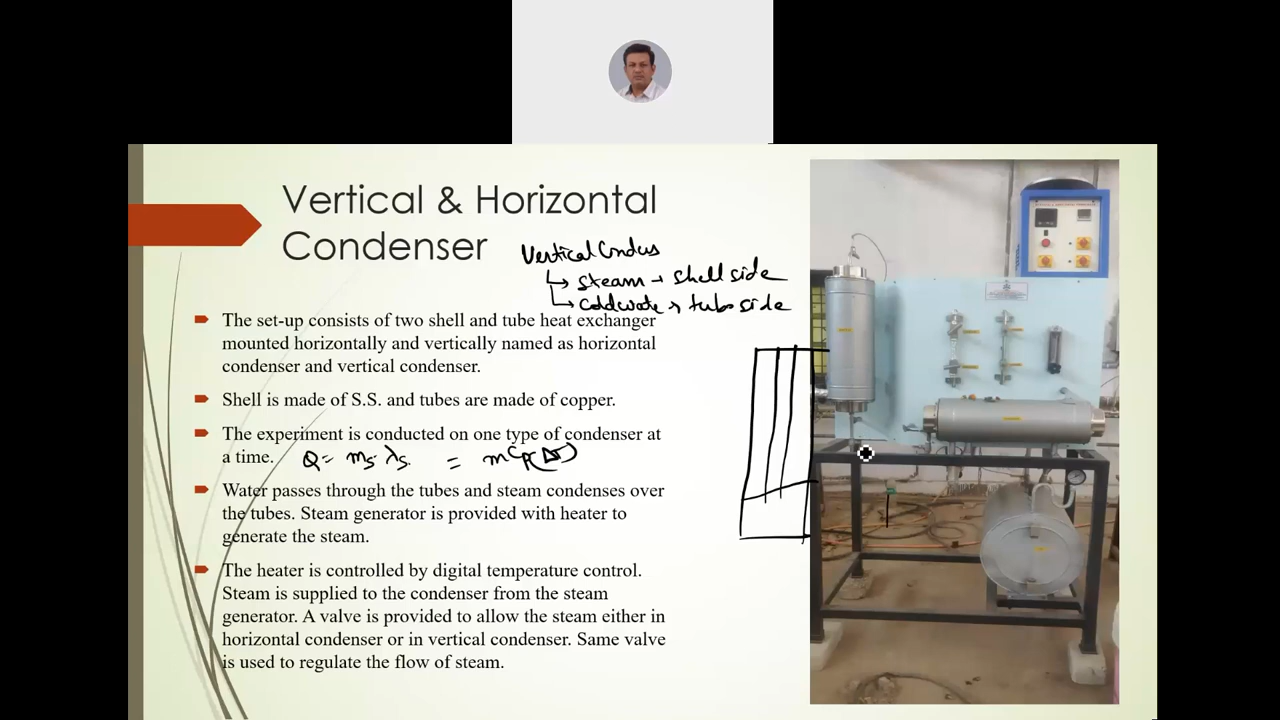 Vertical & Horizontal
Condenser
Vertical Condens
↳ Steam → shell side
↳ Coldwate → tube side
The set-up consists of two shell and tube heat exchanger
mounted horizontally and vertically named as horizontal
condenser and vertical condenser.
Shell is made of S.S. and tubes are made of copper.
The experiment is conducted on one type of condenser at
a time.
Q = ms λs = mCp(Δt)
Water passes through the tubes and steam condenses over
the tubes. Steam generator is provided with heater to
generate the steam.
The heater is controlled by digital temperature control.
Steam is supplied to the condenser from the steam
generator. A valve is provided to allow the steam either in
horizontal condenser or in vertical condenser. Same valve
is used to regulate the flow of steam.